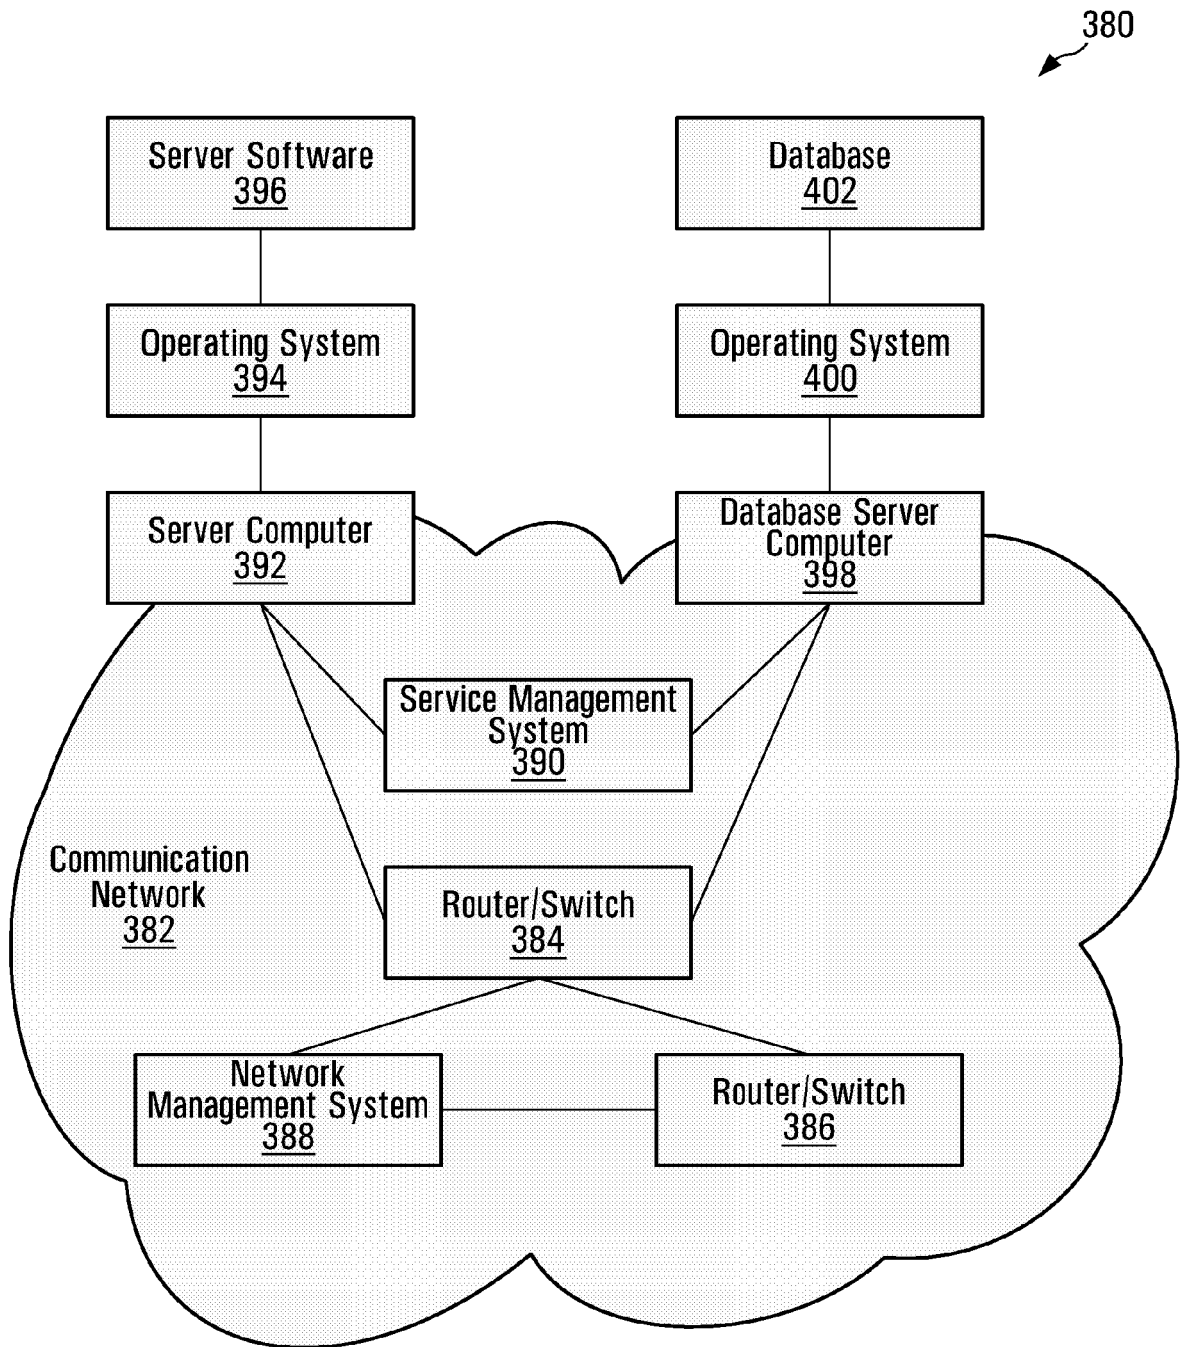 380
Server Software
396
Database
402
Operating System
394
Operating System
400
Server Computer
392
Database Server
Computer
398
Service Management
System
390
Communication
Network
382
Router/Switch
384
Network
Management System
388
Router/Switch
386